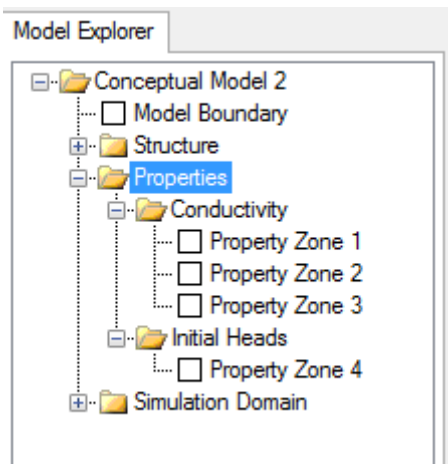 Model Explorer
Conceptual Model 2
Model Boundary
Structure
Properties
Conductivity
Property Zone 1
Property Zone 2
Property Zone 3
Initial Heads
Property Zone 4
Simulation Domain